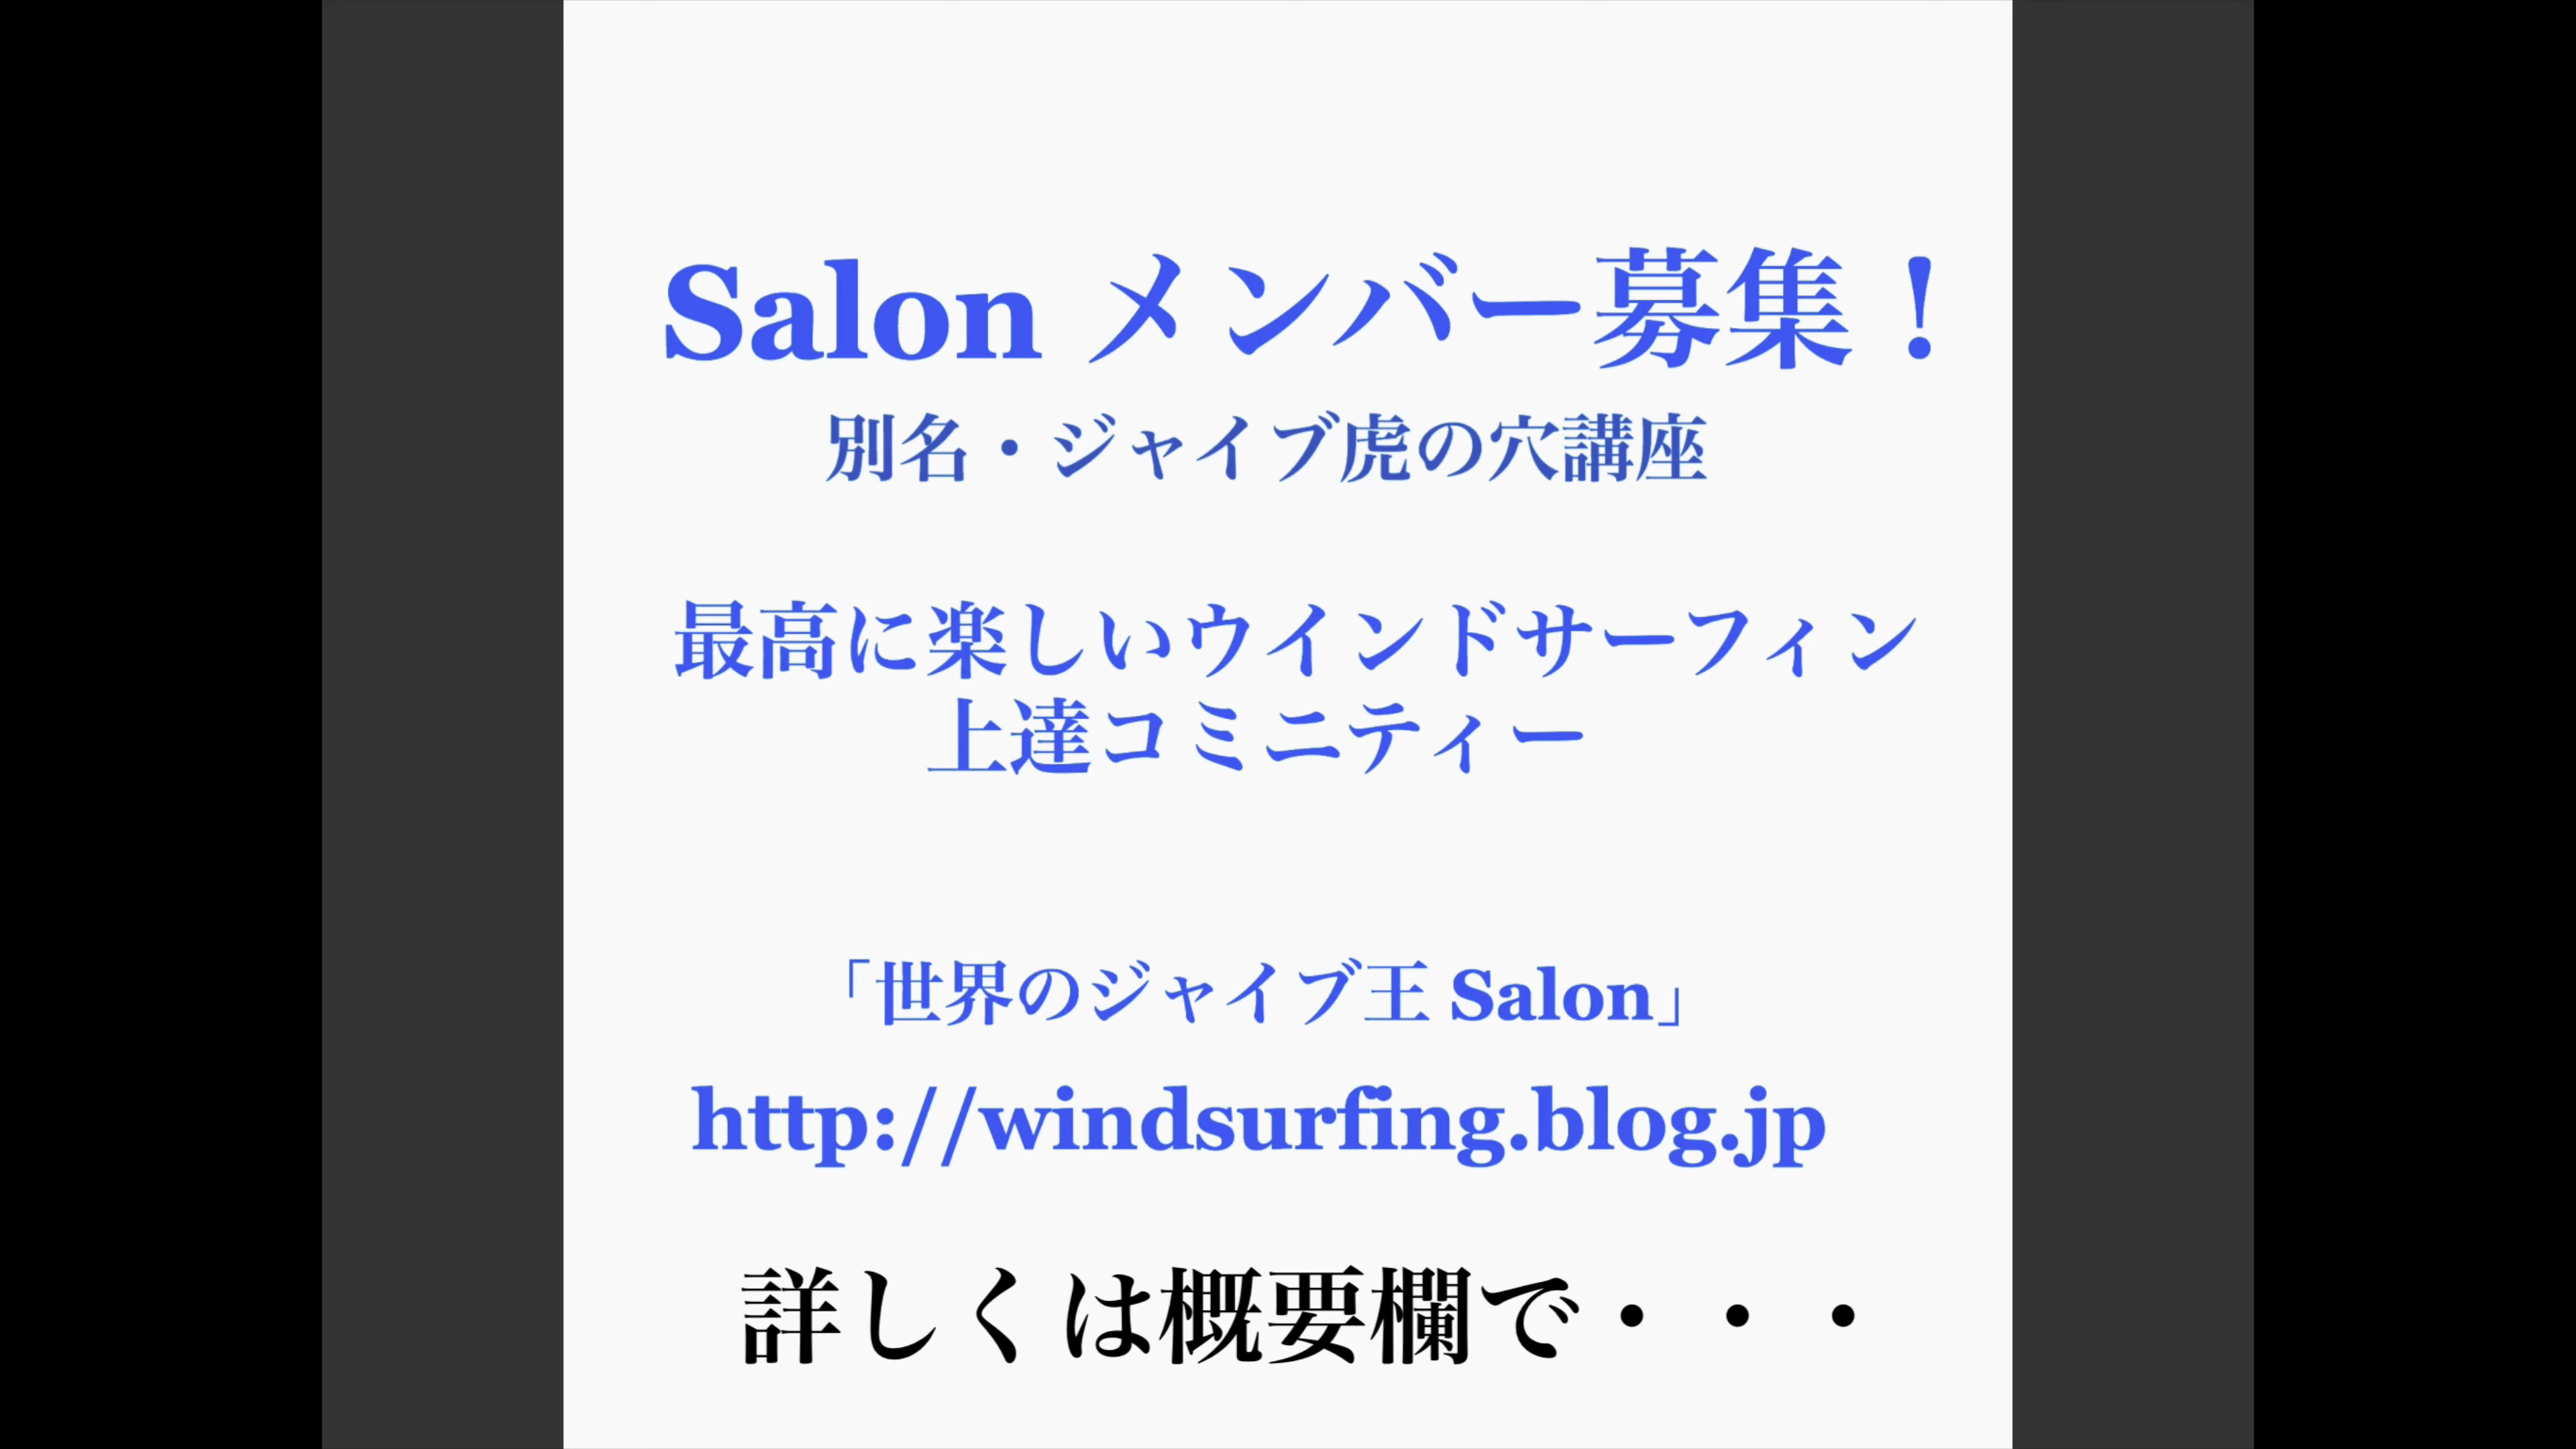 Salon メンバー募集！
別名・ジャイブ虎の穴講座
最高に楽しいウインドサーフィン
上達コミニティー
「世界のジャイブ王 Salon」
http://windsurfing.blog.jp
詳しくは概要欄で・・・